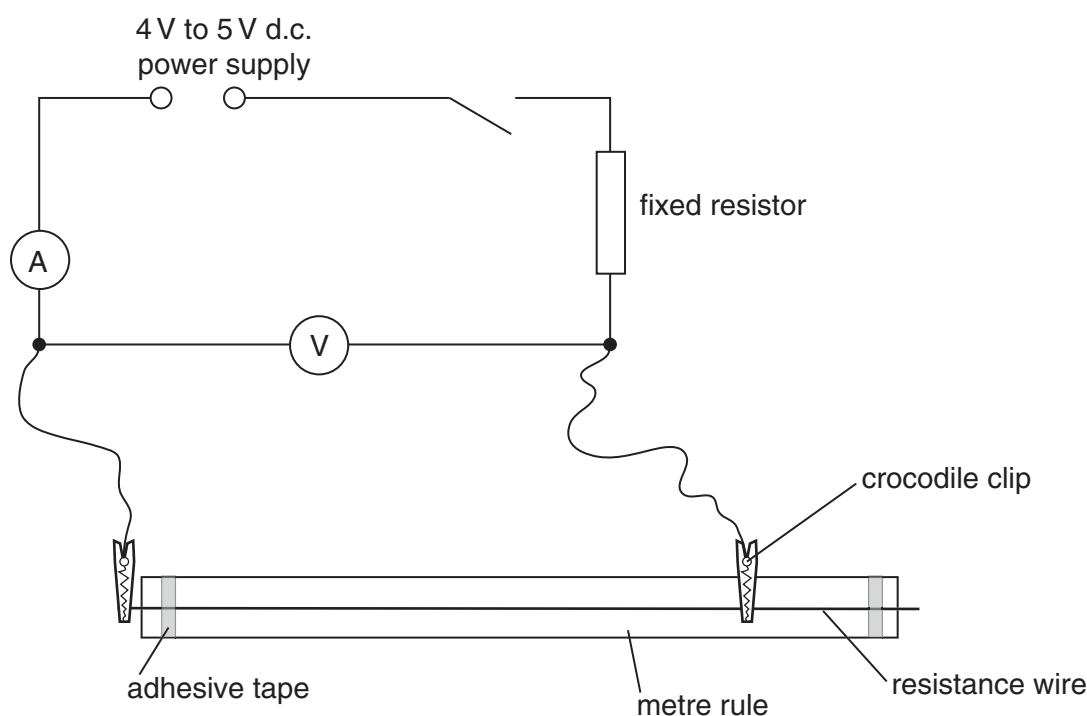 4 V to 5 V d.c.
power supply
fixed resistor
A
V
crocodile clip
adhesive tape
metre rule
resistance wire